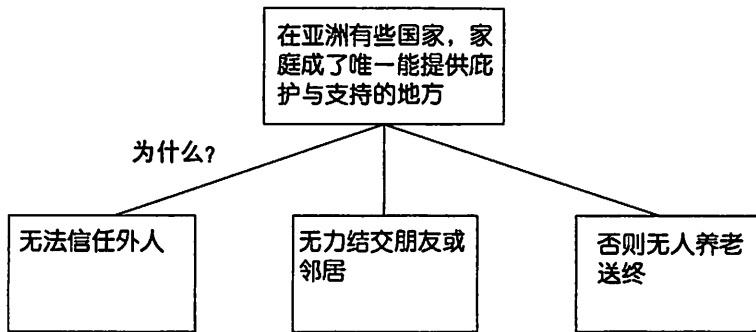 在亚洲有些国家，家
庭成了唯一能提供庇
护与支持的地方
为什么？
无法信任外人
无力结交朋友或
邻居
否则无人养老
送终